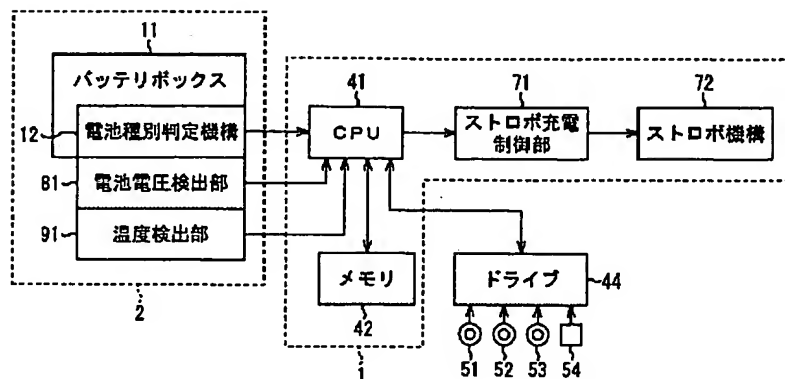 11
バッテリボックス
12
電池種別判定機構
81
電池電圧検出部
91
温度検出部
2
41
CPU
71
ストロボ充電
制御部
72
ストロボ機構
メモリ
42
1
ドライブ
44
51
52
53
54